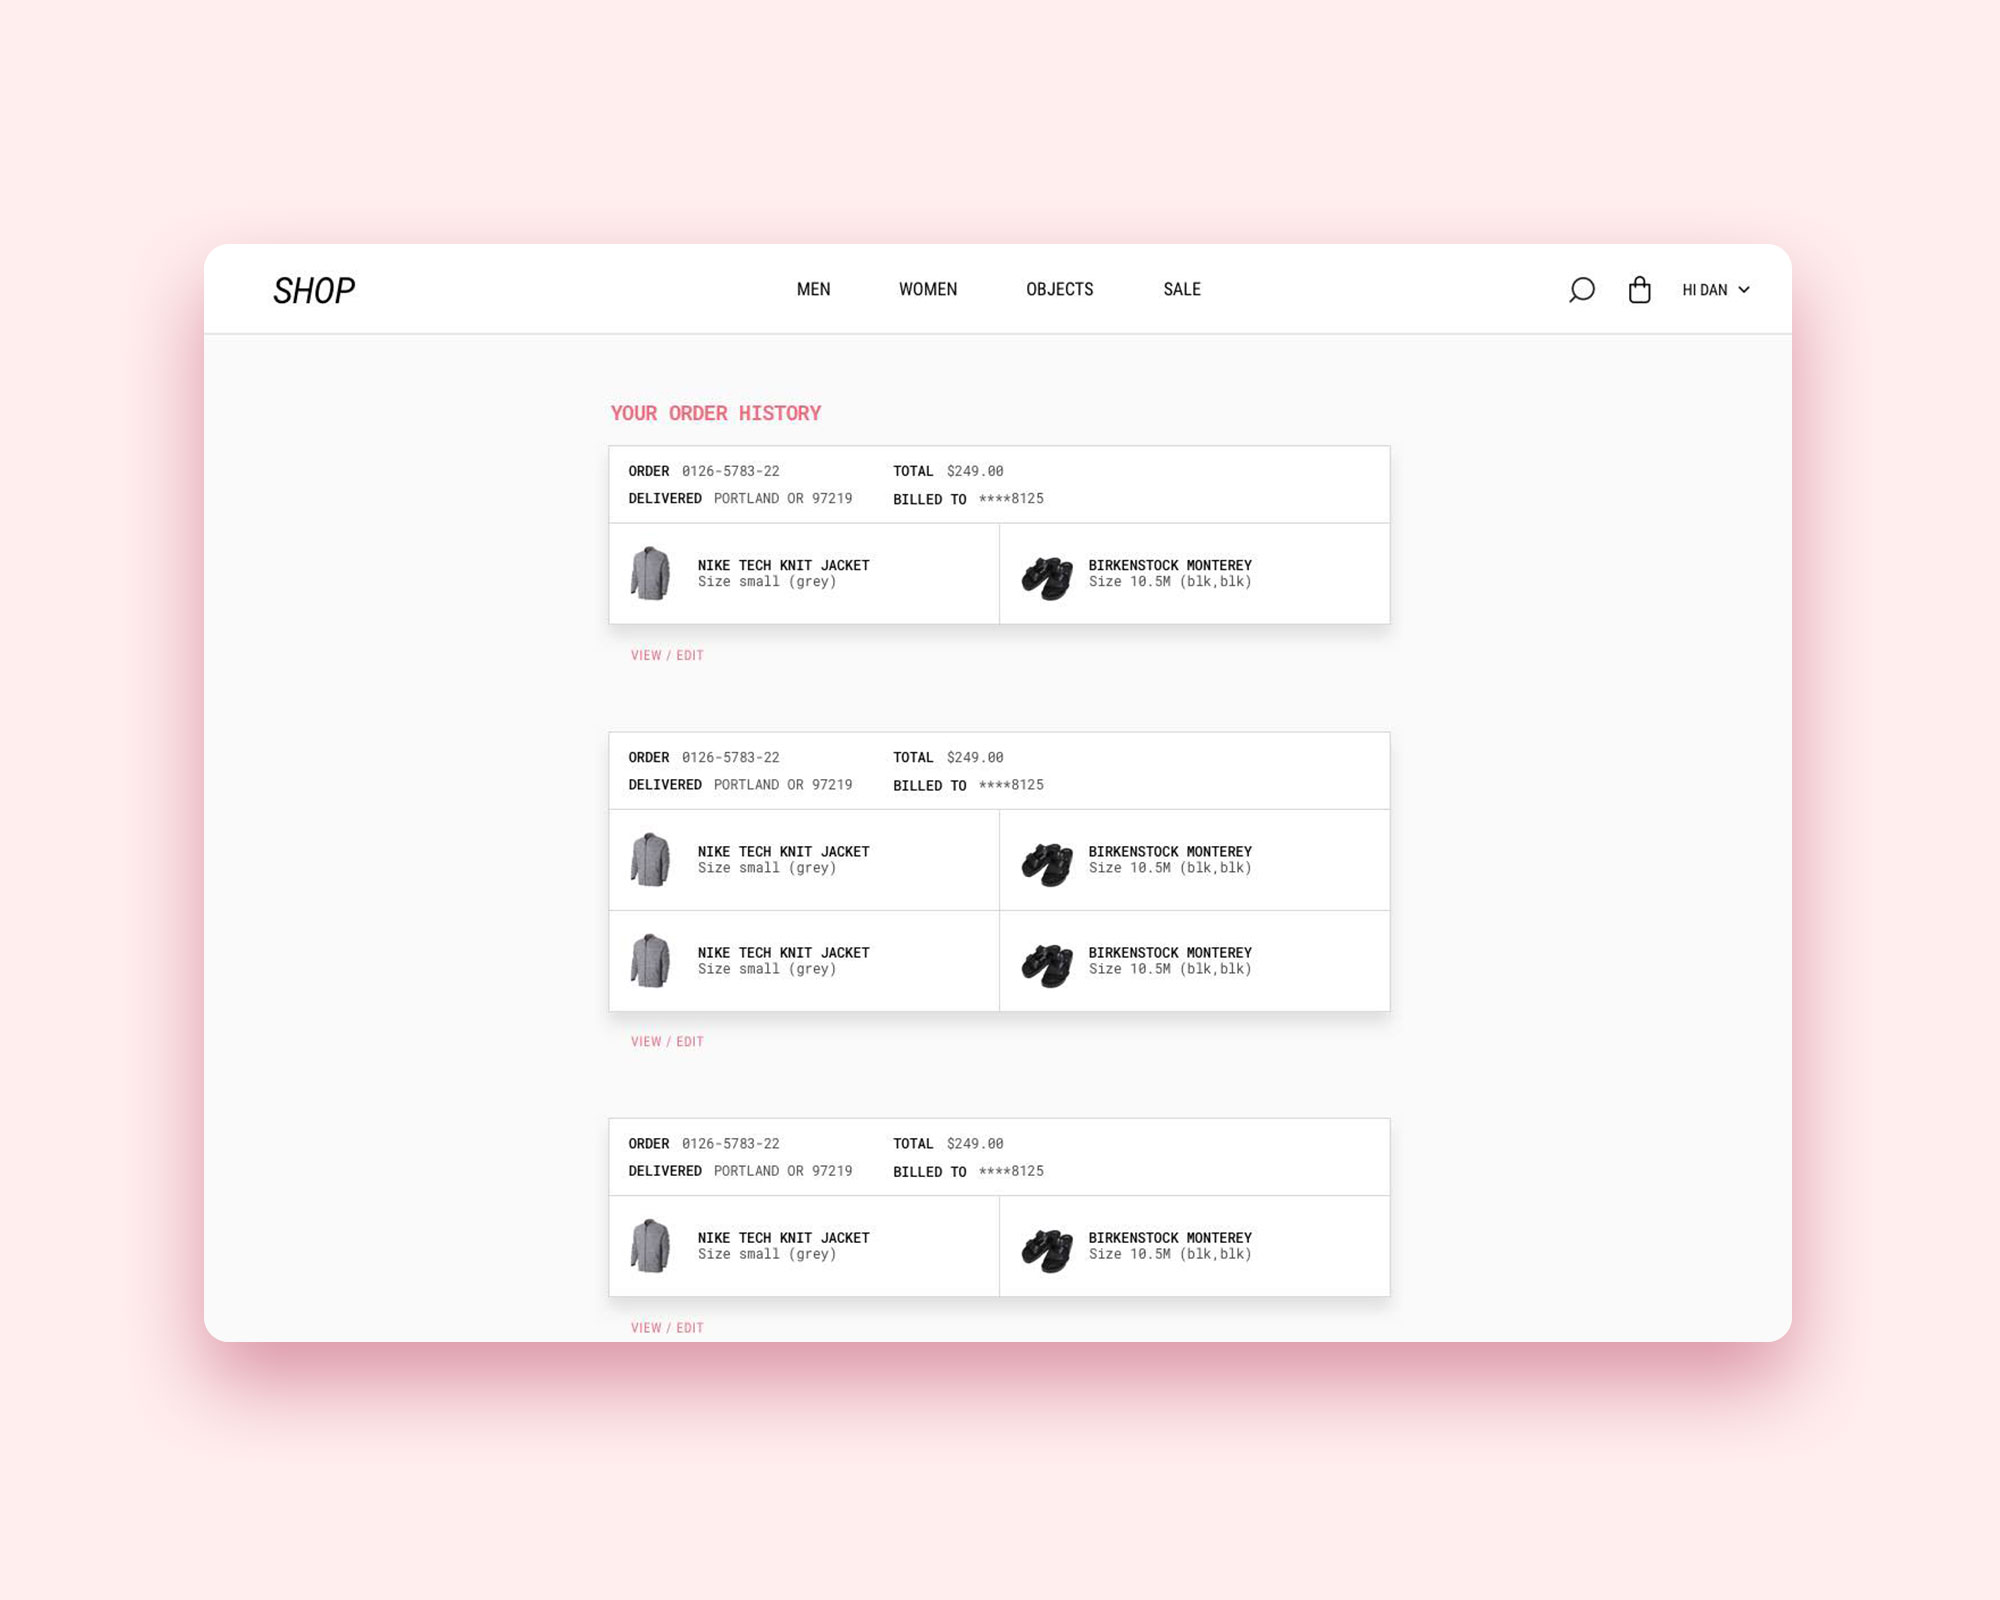 SHOP MEN WOMEN OBJECTS SALE HI DAN
YOUR ORDER HISTORY
ORDER 0126-5783-22 TOTAL $249.00
DELIVERED PORTLAND OR 97219 BILLED TO ****8125
NIKE TECH KNIT JACKET BIRKENSTOCK MONTEREY
Size small (grey) Size 10.5M (blk,blk)
VIEW / EDIT
ORDER 0126-5783-22 TOTAL $249.00
DELIVERED PORTLAND OR 97219 BILLED TO ****8125
NIKE TECH KNIT JACKET BIRKENSTOCK MONTEREY
Size small (grey) Size 10.5M (blk,blk)
NIKE TECH KNIT JACKET BIRKENSTOCK MONTEREY
Size small (grey) Size 10.5M (blk,blk)
VIEW / EDIT
ORDER 0126-5783-22 TOTAL $249.00
DELIVERED PORTLAND OR 97219 BILLED TO ****8125
NIKE TECH KNIT JACKET BIRKENSTOCK MONTEREY
Size small (grey) Size 10.5M (blk,blk)
VIEW / EDIT